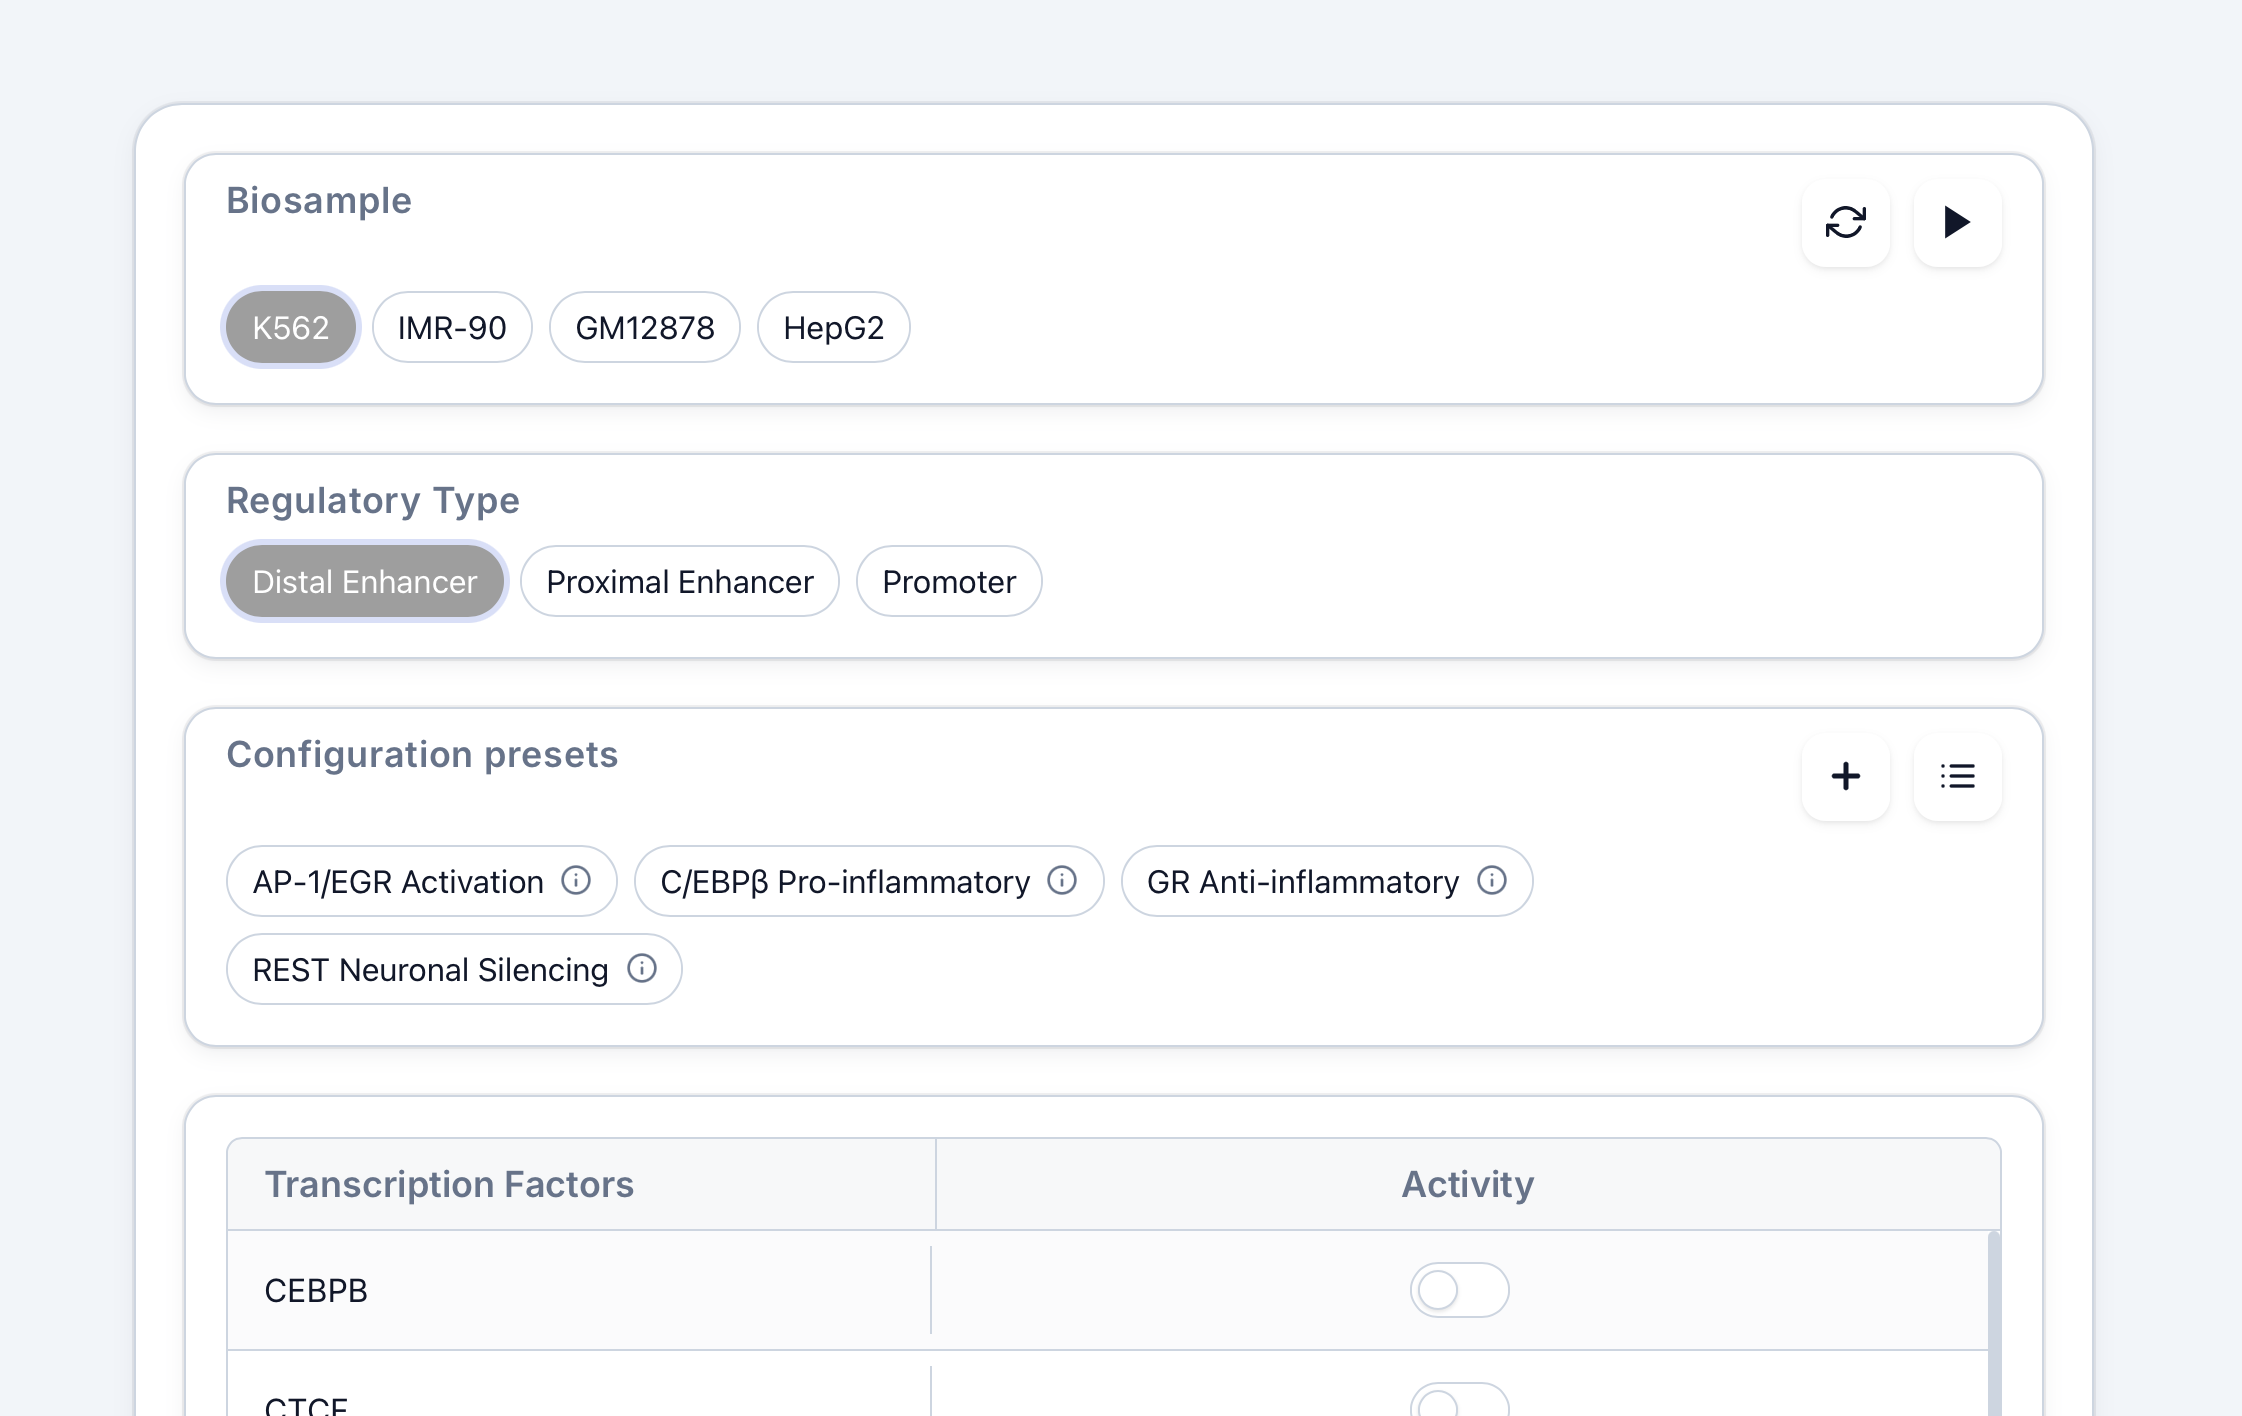 Biosample
K562 IMR-90 GM12878 HepG2
Regulatory Type
Distal Enhancer Proximal Enhancer Promoter
Configuration presets
AP-1/EGR Activation C/EBPβ Pro-inflammatory GR Anti-inflammatory
REST Neuronal Silencing
Transcription Factors Activity
CEBPB
CTCF